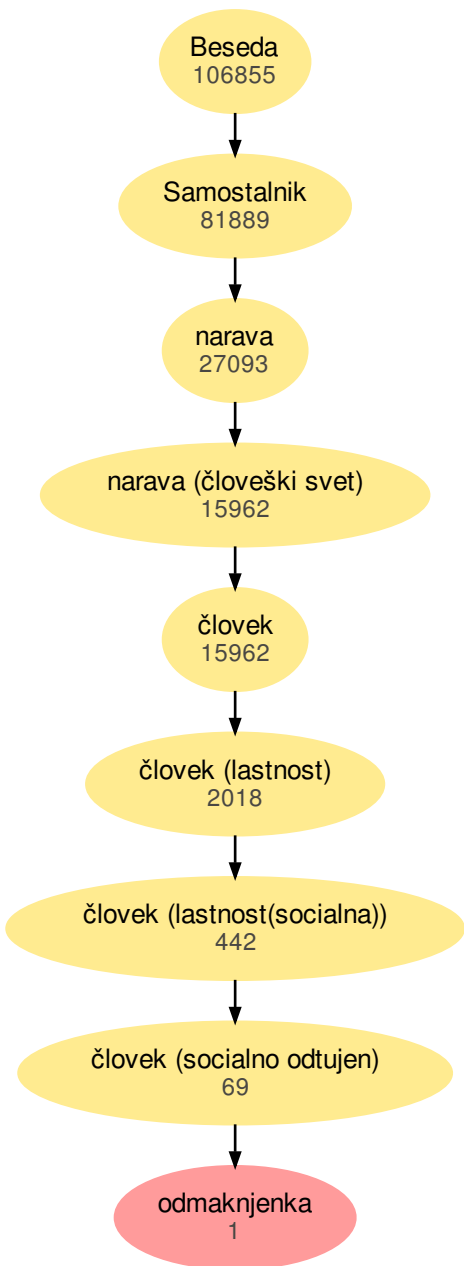 Beseda
106855
Samostalnik
81889
narava
27093
narava (človeški svet)
15962
človek
15962
človek (lastnost)
2018
človek (lastnost(socialna))
442
človek (socialno odtujen)
69
odmaknjenka
1